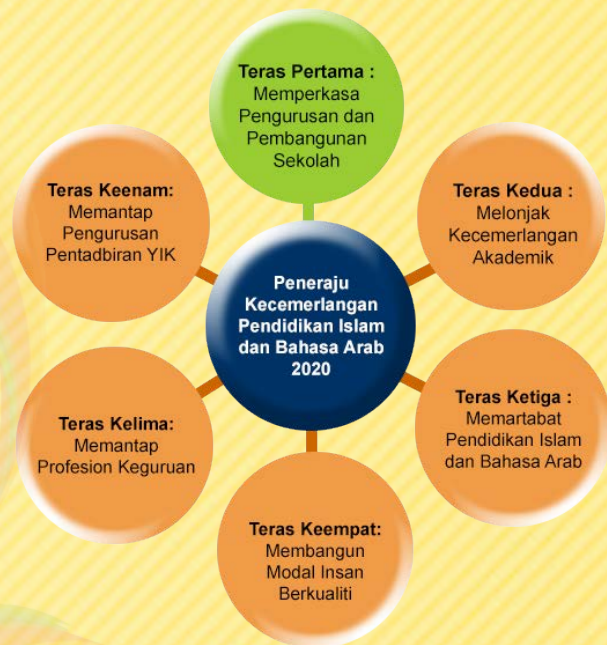 Teras Pertama :
Memperkasa
Pengurusan dan
Pembangunan
Sekolah
Teras Kedua :
Melonjak
Kecemerlangan
Akademik
Teras Ketiga :
Memartabat
Pendidikan Islam
dan Bahasa Arab
Teras Keempat:
Membangun
Modal Insan
Berkualiti
Teras Kelima:
Memantap
Profesion Keguruan
Teras Keenam:
Memantap
Pengurusan
Pentadbiran YIK
Peneraju
Kecemerlangan
Pendidikan Islam
dan Bahasa Arab
2020